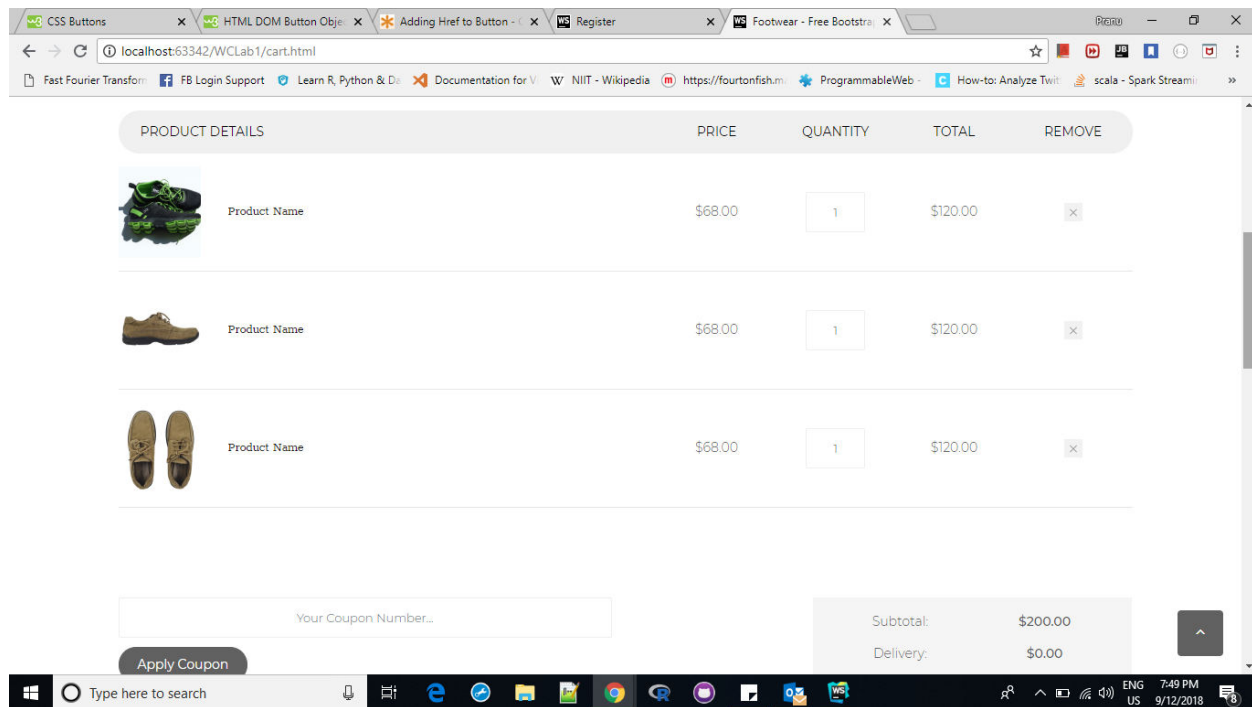 CSS Buttons
HTML DOM Button Obje
Adding Href to Button -
Register
Footwear - Free Bootstra
Pranu
localhost:63342/WCLab1/cart.html
Fast Fourier Transform FB Login Support Learn R, Python & Da Documentation for V NIIT - Wikipedia https://fourtonfish.m ProgrammableWeb - How-to: Analyze Twit scala - Spark Streami »
PRODUCT DETAILS PRICE QUANTITY TOTAL REMOVE
Product Name $68.00 1 $120.00 ×
Product Name $68.00 1 $120.00 ×
Product Name $68.00 1 $120.00 ×
Your Coupon Number...
Apply Coupon
Subtotal: $200.00
Delivery: $0.00
Type here to search
ENG 7:49 PM
US 9/12/2018
8